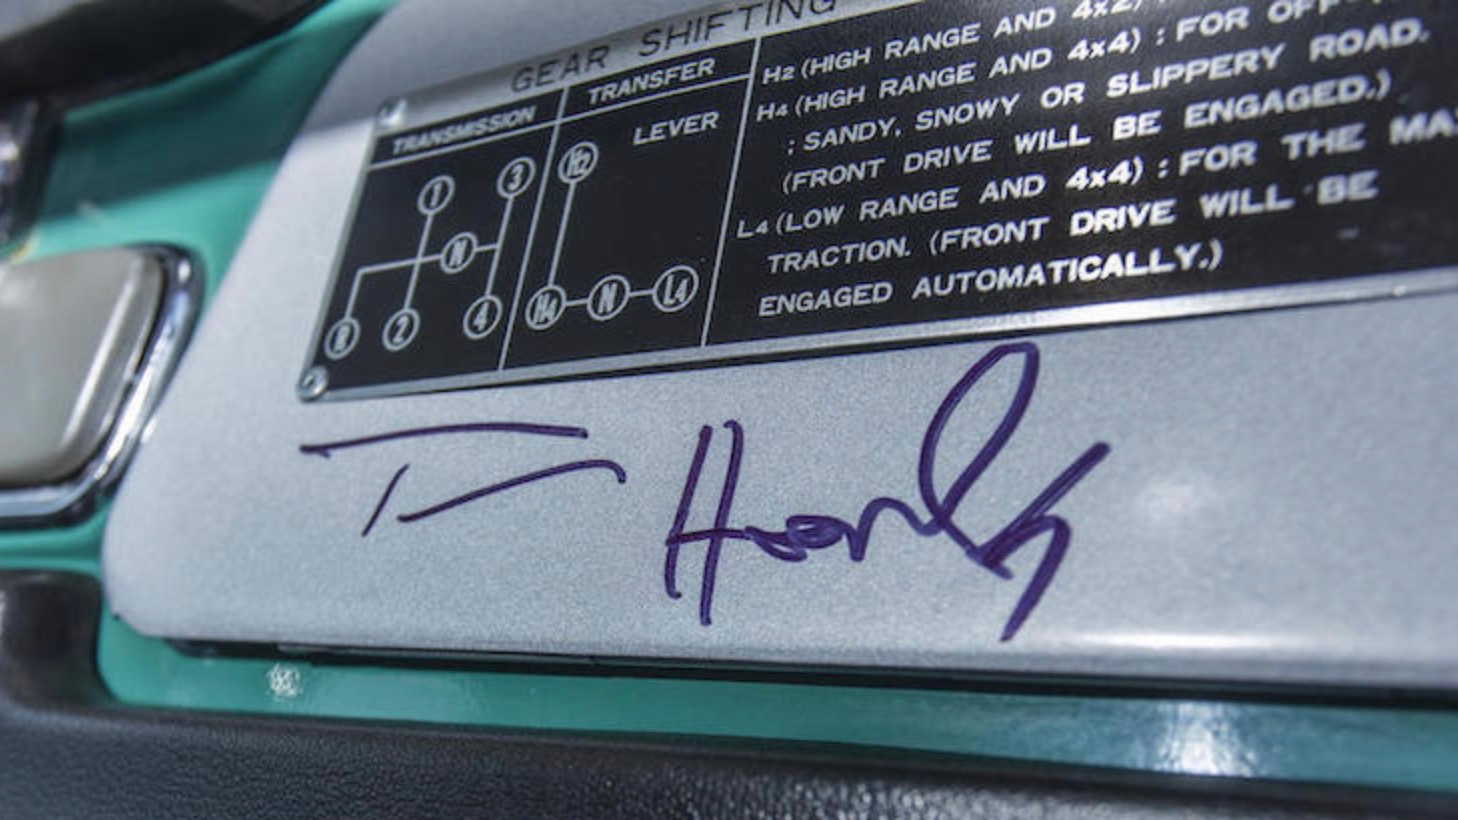 GEAR SHIFTING
TRANSMISSION
TRANSFER
LEVER
1 3
N
R 2 4
H2
H4 N L4
H2 (HIGH RANGE AND 4x2)
H4 (HIGH RANGE AND 4x4) : FOR OFF
; SANDY, SNOWY OR SLIPPERY ROAD.
(FRONT DRIVE WILL BE ENGAGED.)
L4 (LOW RANGE AND 4x4) : FOR THE MA
TRACTION. (FRONT DRIVE WILL BE
ENGAGED AUTOMATICALLY.)